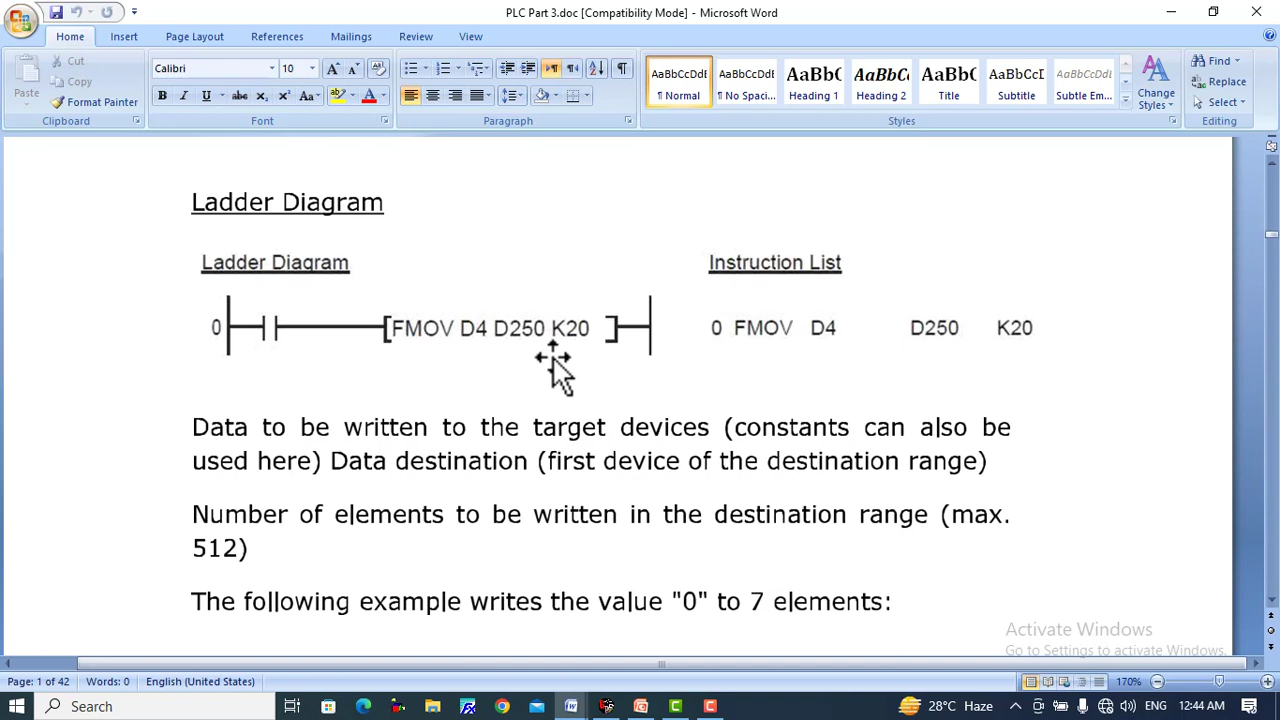 PLC Part 3.doc [Compatibility Mode] - Microsoft Word
Home Insert Page Layout References Mailings Review View
Cut
Copy
Paste
Format Painter
Clipboard
Calibri 10
Font
Paragraph
AaBbCcDdE AaBbCcDdE AaBbC AaBbCc AaBbC AaBbCcI AaBbCcDdE
¶ Normal ¶ No Spaci... Heading 1 Heading 2 Title Subtitle Subtle Em...
Change
Styles
Styles
Find
Replace
Select
Editing
Ladder Diagram
Ladder Diagram Instruction List
0 [FMOV D4 D250 K20 ] 0 FMOV D4 D250 K20
Data to be written to the target devices (constants can also be
used here) Data destination (first device of the destination range)
Number of elements to be written in the destination range (max.
512)
The following example writes the value "0" to 7 elements:
Activate Windows
Go to Settings to activate Windows.
Page: 1 of 42 Words: 0 English (United States) 170%
Search 28°C Haze 12:44 AM